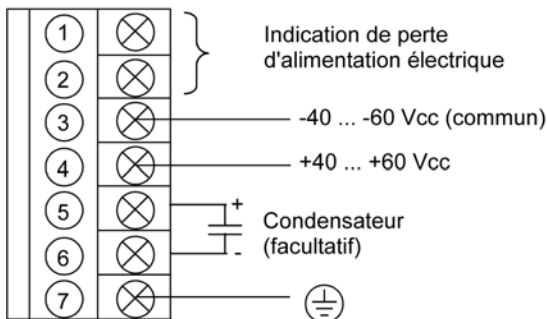 1
Indication de perte
d'alimentation électrique
2
3
-40 ... -60 Vcc (commun)
4
+40 ... +60 Vcc
5
+
Condensateur
(facultatif)
6
-
7